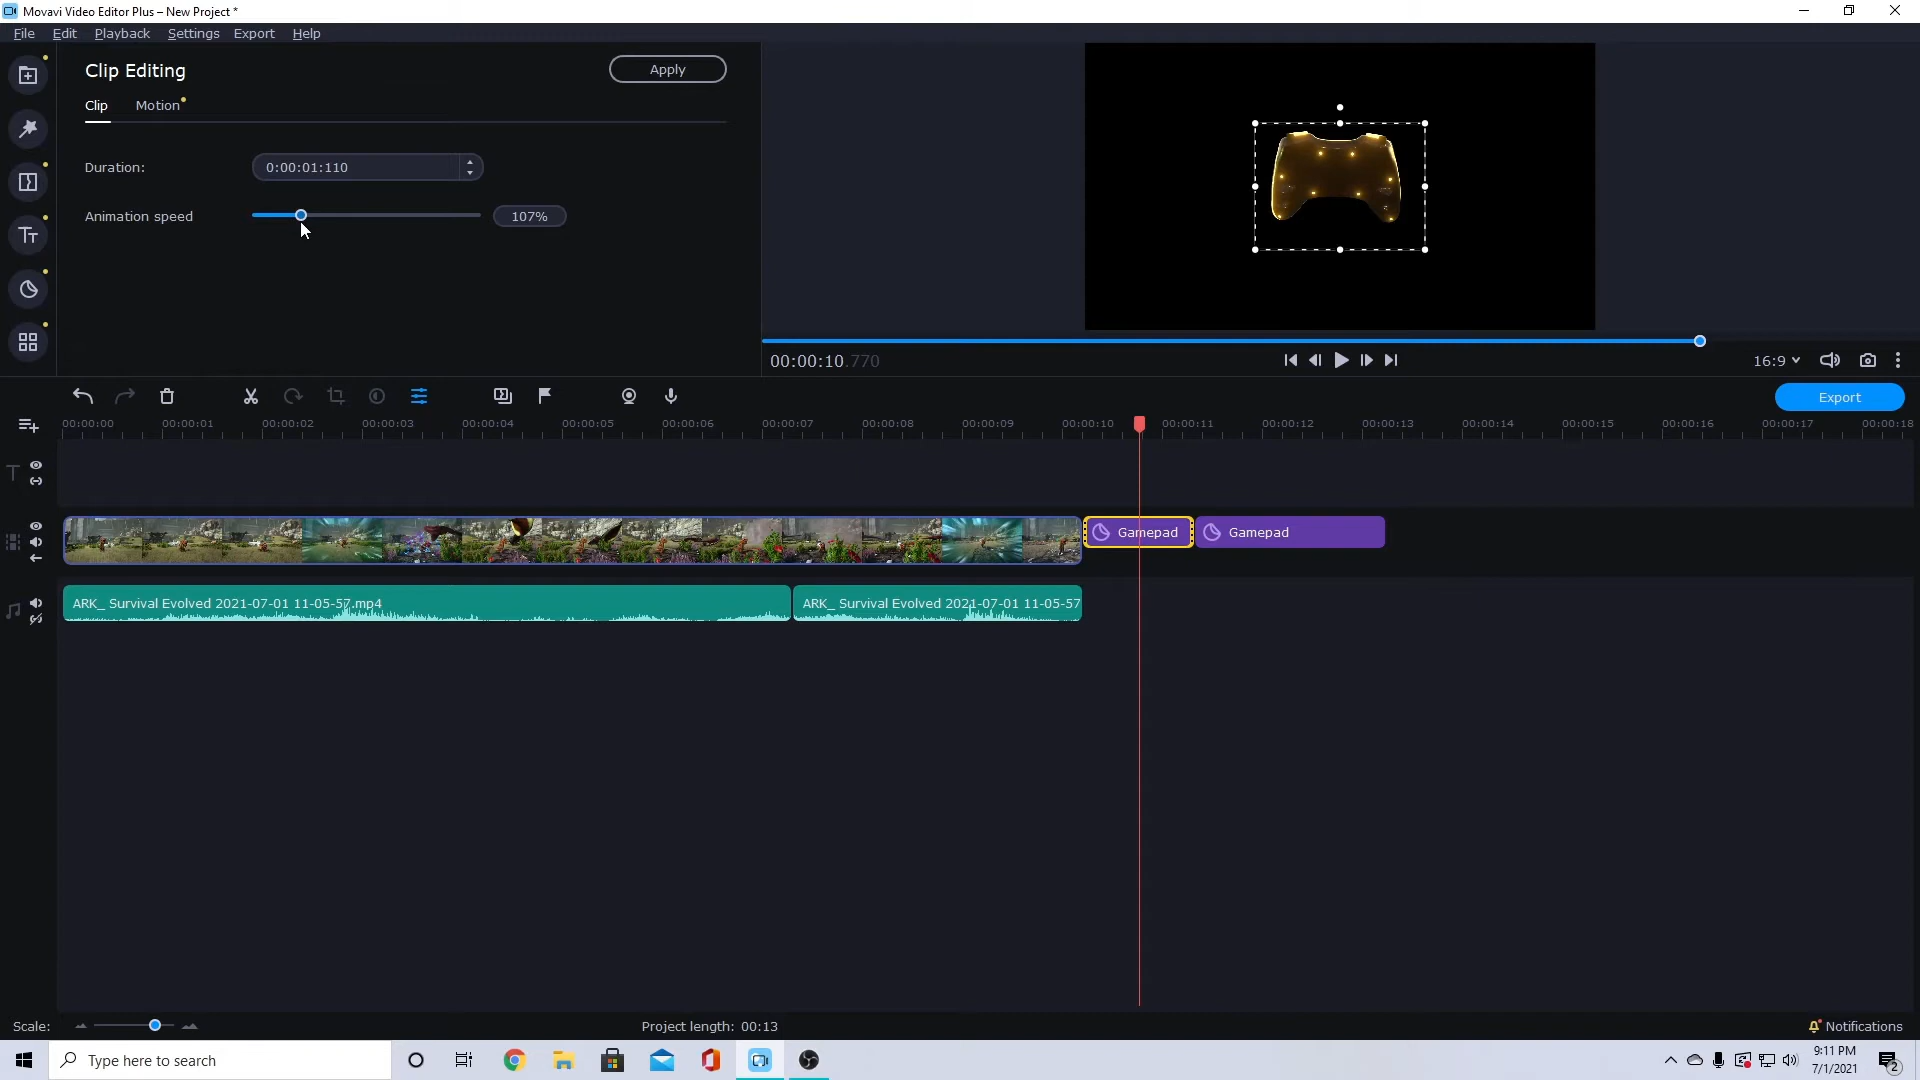 Movavi Video Editor Plus – New Project *
File Edit Playback Settings Export Help
Clip Editing
Apply
Clip Motion
Duration: 0:00:01:110
Animation speed 107%
00:00:10.770
16:9
Export
00:00:00 00:00:01 00:00:02 00:00:03 00:00:04 00:00:05 00:00:06 00:00:07 00:00:08 00:00:09 00:00:10 00:00:11 00:00:12 00:00:13 00:00:14 00:00:15 00:00:16 00:00:17 00:00:18
Gamepad Gamepad
ARK_ Survival Evolved 2021-07-01 11-05-57.mp4 ARK_ Survival Evolved 2021-07-01 11-05-57
Scale: Project length: 00:13 Notifications
Type here to search
9:11 PM
7/1/2021
2